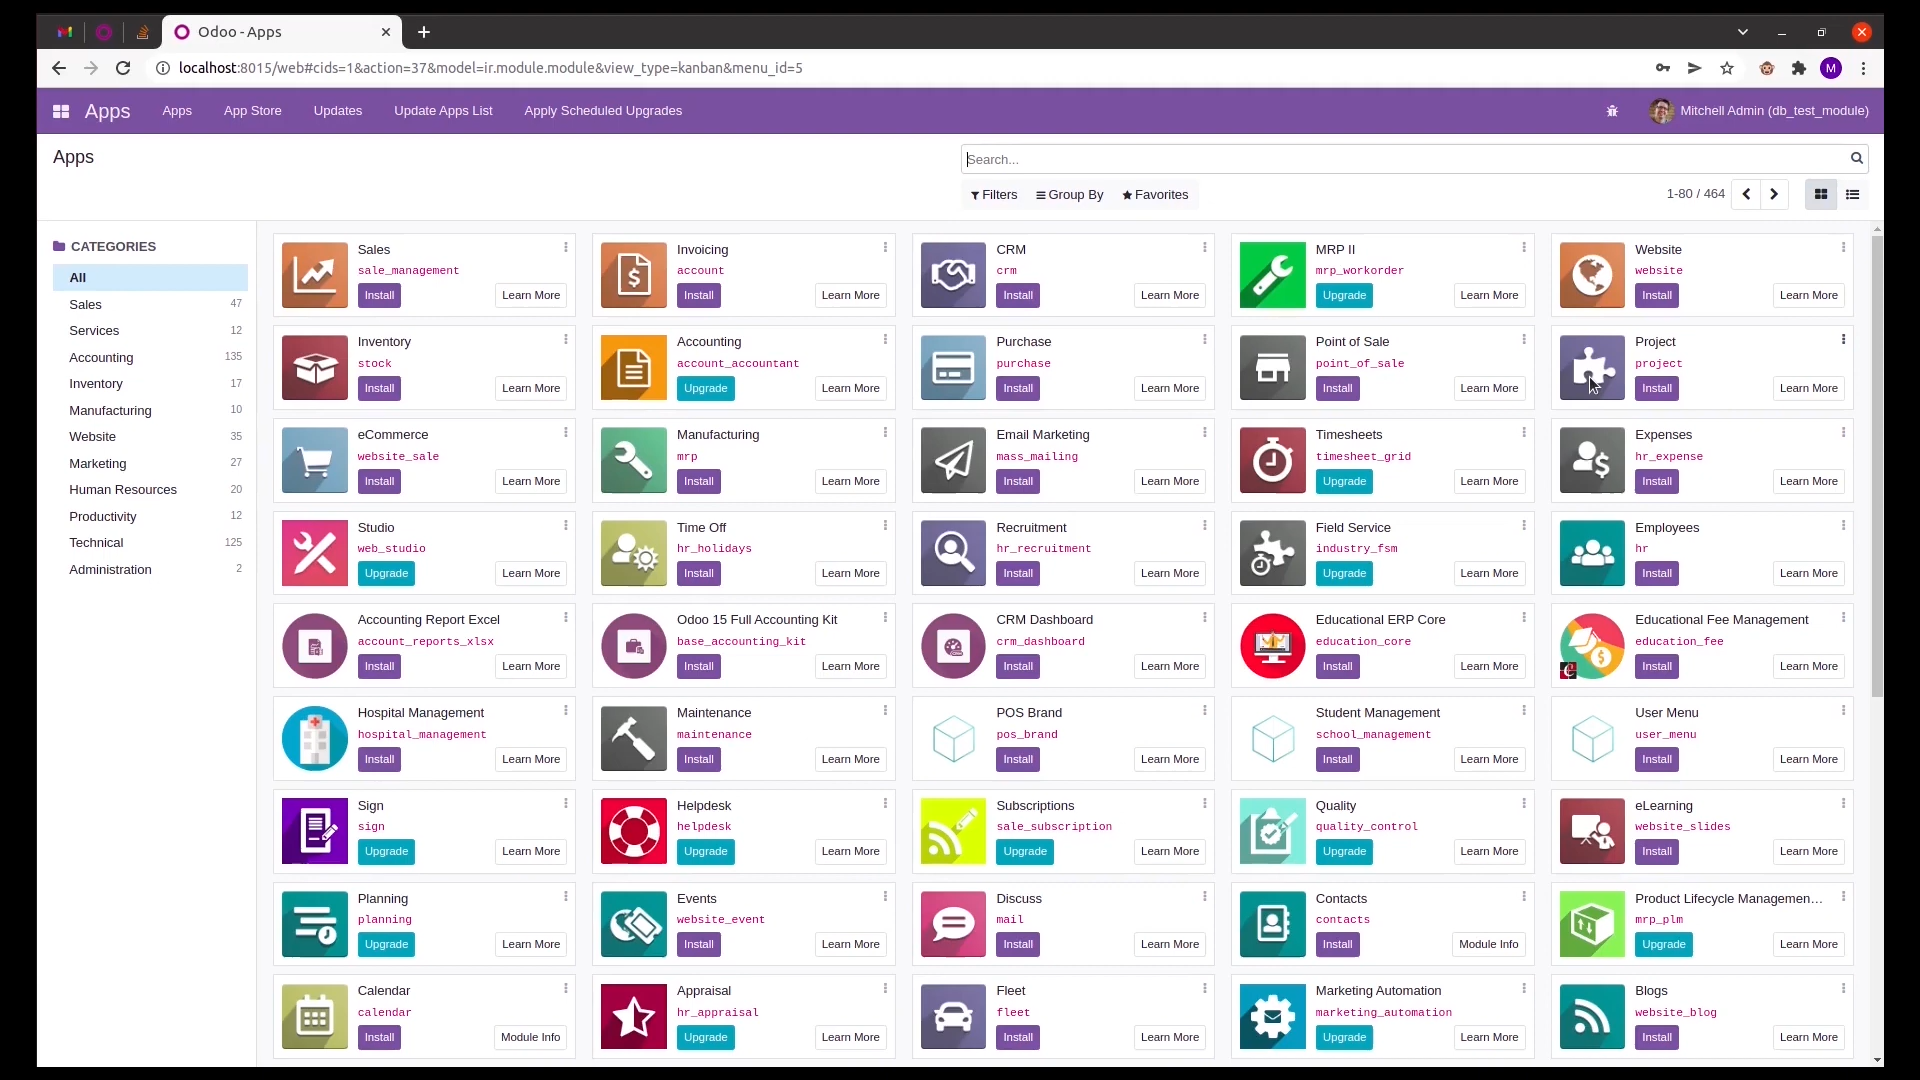 Odoo - Apps
localhost:8015/web#cids=1&action=37&model=ir.module.module&view_type=kanban&menu_id=5
M
Apps
Apps
App Store
Updates
Update Apps List
Apply Scheduled Upgrades
Mitchell Admin (db_test_module)
Apps
Search...
Filters
Group By
Favorites
1-80 / 464
CATEGORIES
All
Sales 47
Services 12
Accounting 135
Inventory 17
Manufacturing 10
Website 35
Marketing 27
Human Resources 20
Productivity 12
Technical 125
Administration 2
Sales
sale_management
Install Learn More
Invoicing
account
Install Learn More
CRM
crm
Install Learn More
MRP II
mrp_workorder
Upgrade Learn More
Website
website
Install Learn More
Inventory
stock
Install Learn More
Accounting
account_accountant
Upgrade Learn More
Purchase
purchase
Install Learn More
Point of Sale
point_of_sale
Install Learn More
Project
project
Install Learn More
eCommerce
website_sale
Install Learn More
Manufacturing
mrp
Install Learn More
Email Marketing
mass_mailing
Install Learn More
Timesheets
timesheet_grid
Upgrade Learn More
Expenses
hr_expense
Install Learn More
Studio
web_studio
Upgrade Learn More
Time Off
hr_holidays
Install Learn More
Recruitment
hr_recruitment
Install Learn More
Field Service
industry_fsm
Upgrade Learn More
Employees
hr
Install Learn More
Accounting Report Excel
account_reports_xlsx
Install Learn More
Odoo 15 Full Accounting Kit
base_accounting_kit
Install Learn More
CRM Dashboard
crm_dashboard
Install Learn More
Educational ERP Core
education_core
Install Learn More
Educational Fee Management
education_fee
Install Learn More
Hospital Management
hospital_management
Install Learn More
Maintenance
maintenance
Install Learn More
POS Brand
pos_brand
Install Learn More
Student Management
school_management
Install Learn More
User Menu
user_menu
Install Learn More
Sign
sign
Upgrade Learn More
Helpdesk
helpdesk
Upgrade Learn More
Subscriptions
sale_subscription
Upgrade Learn More
Quality
quality_control
Upgrade Learn More
eLearning
website_slides
Install Learn More
Planning
planning
Upgrade Learn More
Events
website_event
Install Learn More
Discuss
mail
Install Learn More
Contacts
contacts
Install Module Info
Product Lifecycle Managemen...
mrp_plm
Upgrade Learn More
Calendar
calendar
Install Module Info
Appraisal
hr_appraisal
Upgrade Learn More
Fleet
fleet
Install Learn More
Marketing Automation
marketing_automation
Upgrade Learn More
Blogs
website_blog
Install Learn More